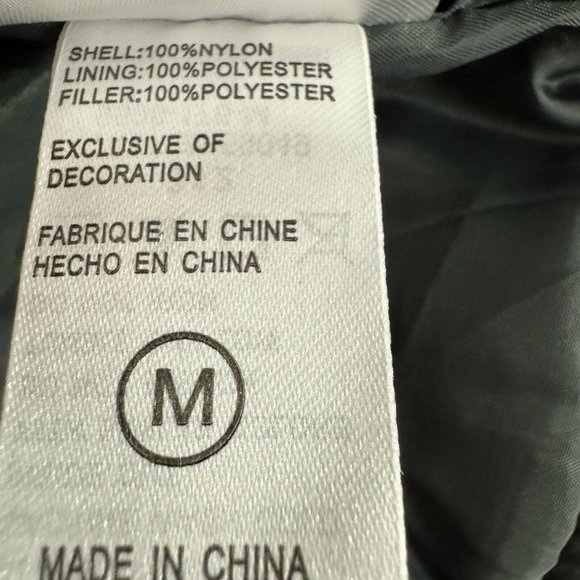 SHELL:100%NYLON
LINING:100%POLYESTER
FILLER:100%POLYESTER
EXCLUSIVE OF
DECORATION
FABRIQUE EN CHINE
HECHO EN CHINA
M
MADE IN CHINA